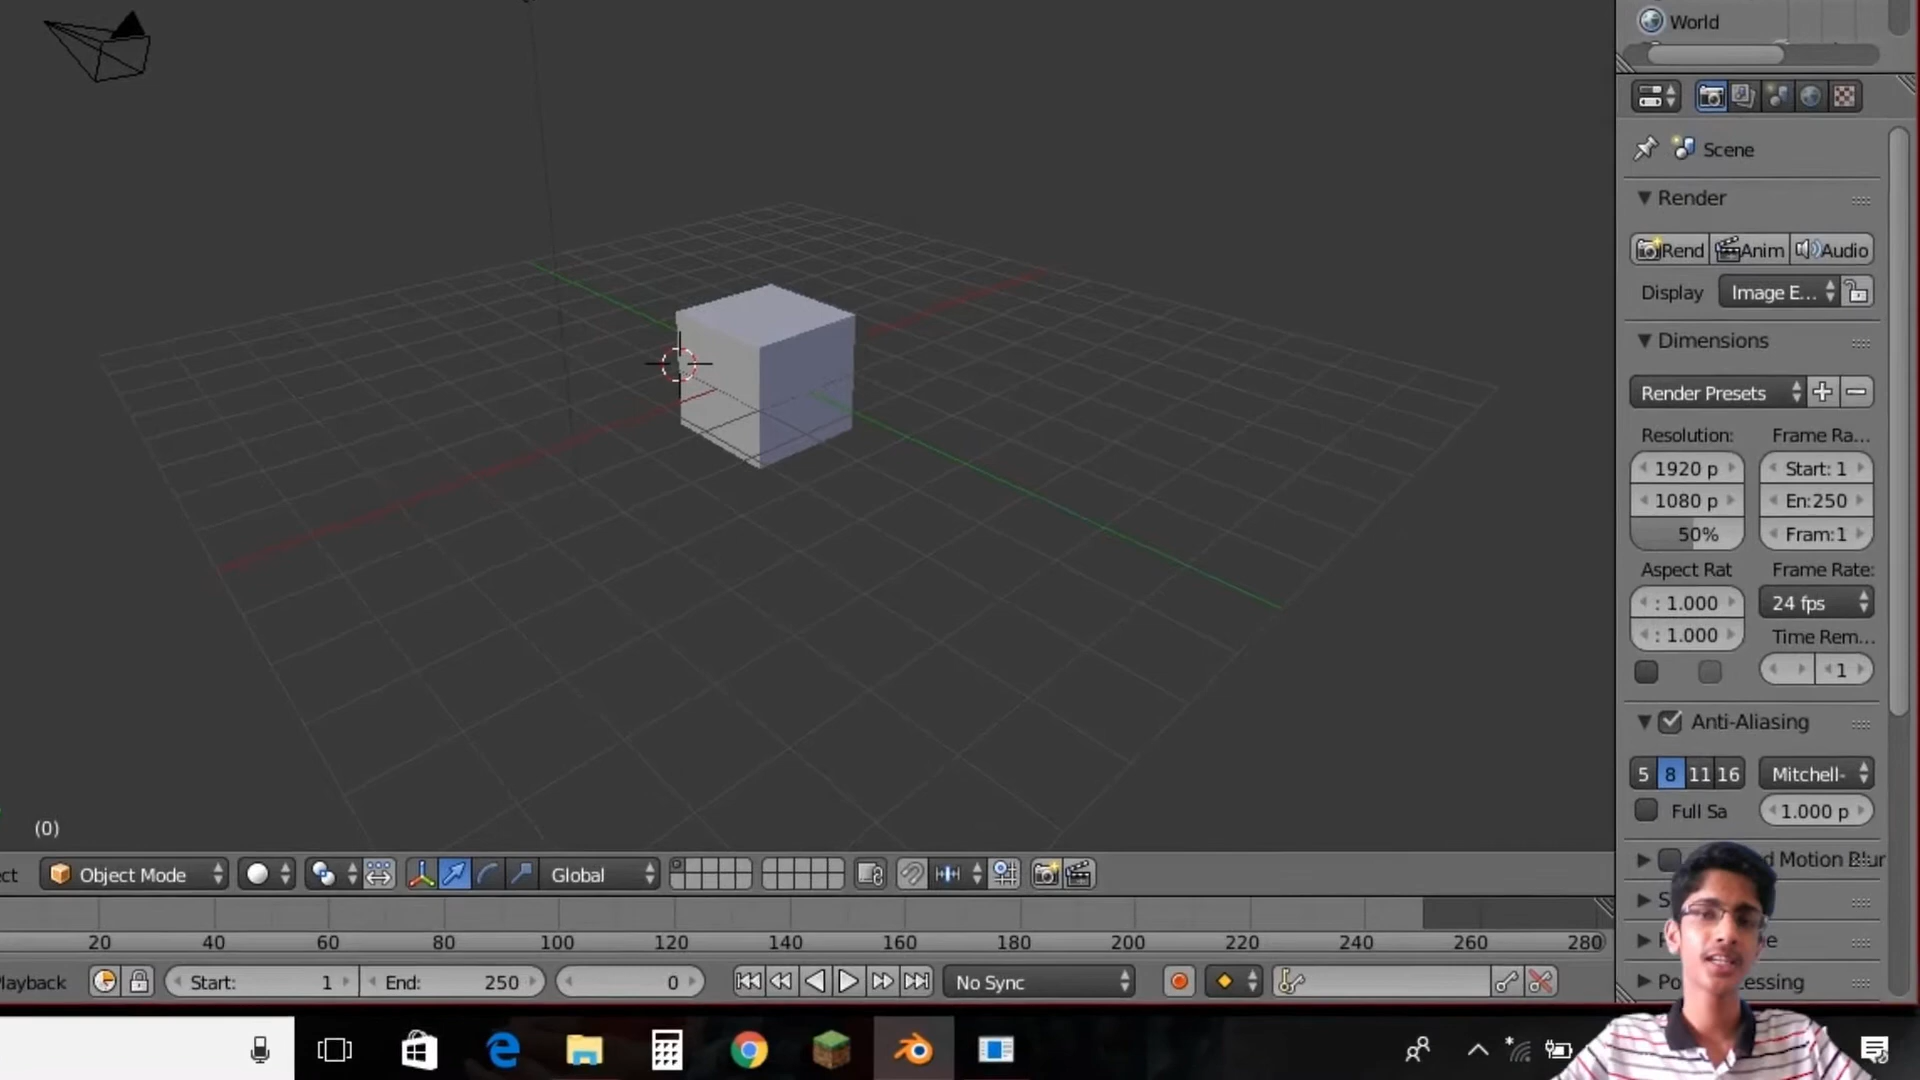 World
Scene
Render
Rend Anim Audio
Display Image E...
Dimensions
Render Presets
Resolution: Frame Ra...
1920 p Start: 1
1080 p En:250
50% Fram:1
Aspect Rat Frame Rate:
: 1.000 24 fps
: 1.000 Time Rem...
1
Anti-Aliasing
5 8 11 16 Mitchell-
Full Sa 1.000 p
d Motion Blur
S
e
Po essing
(0)
ct Object Mode Global
20 40 60 80 100 120 140 160 180 200 220 240 260 280
layback Start: 1 End: 250 0 No Sync